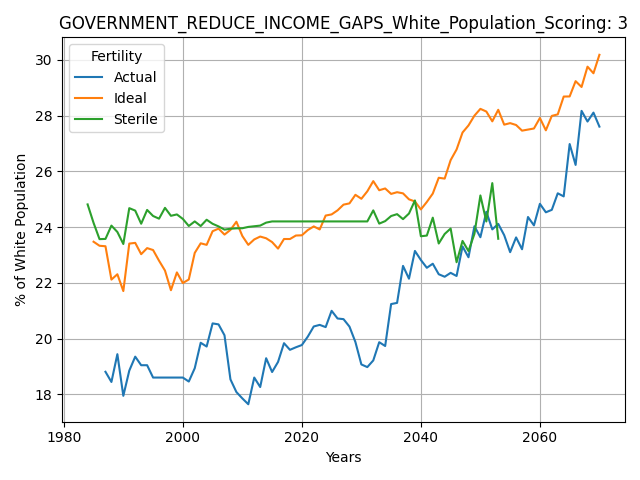 GOVERNMENT_REDUCE_INCOME_GAPS_White_Population_Scoring: 3
Fertility
Actual
Ideal
Sterile
% of White Population
30
28
26
24
22
20
18
1980
2000
2020
2040
2060
Years